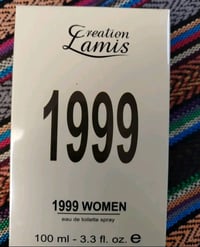 Creation
Lamis
1999
1999 WOMEN
eau de toilette spray
100 ml - 3.3 fl. oz. e